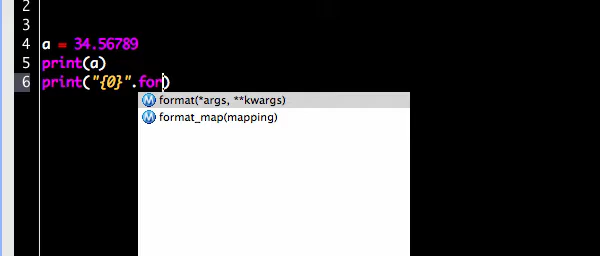 2
3
4 a = 34.56789
5 print(a)
6 print("{0}".for)
M format(*args, **kwargs)
M format_map(mapping)